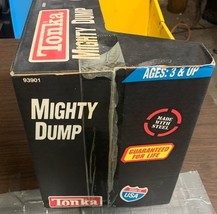 Tonka
MIGHTY DUMP
93901
AGES: 3 & UP
MIGHTY
DUMP
MADE
WITH
STEEL
GUARANTEED
FOR LIFE
Tonka
USA